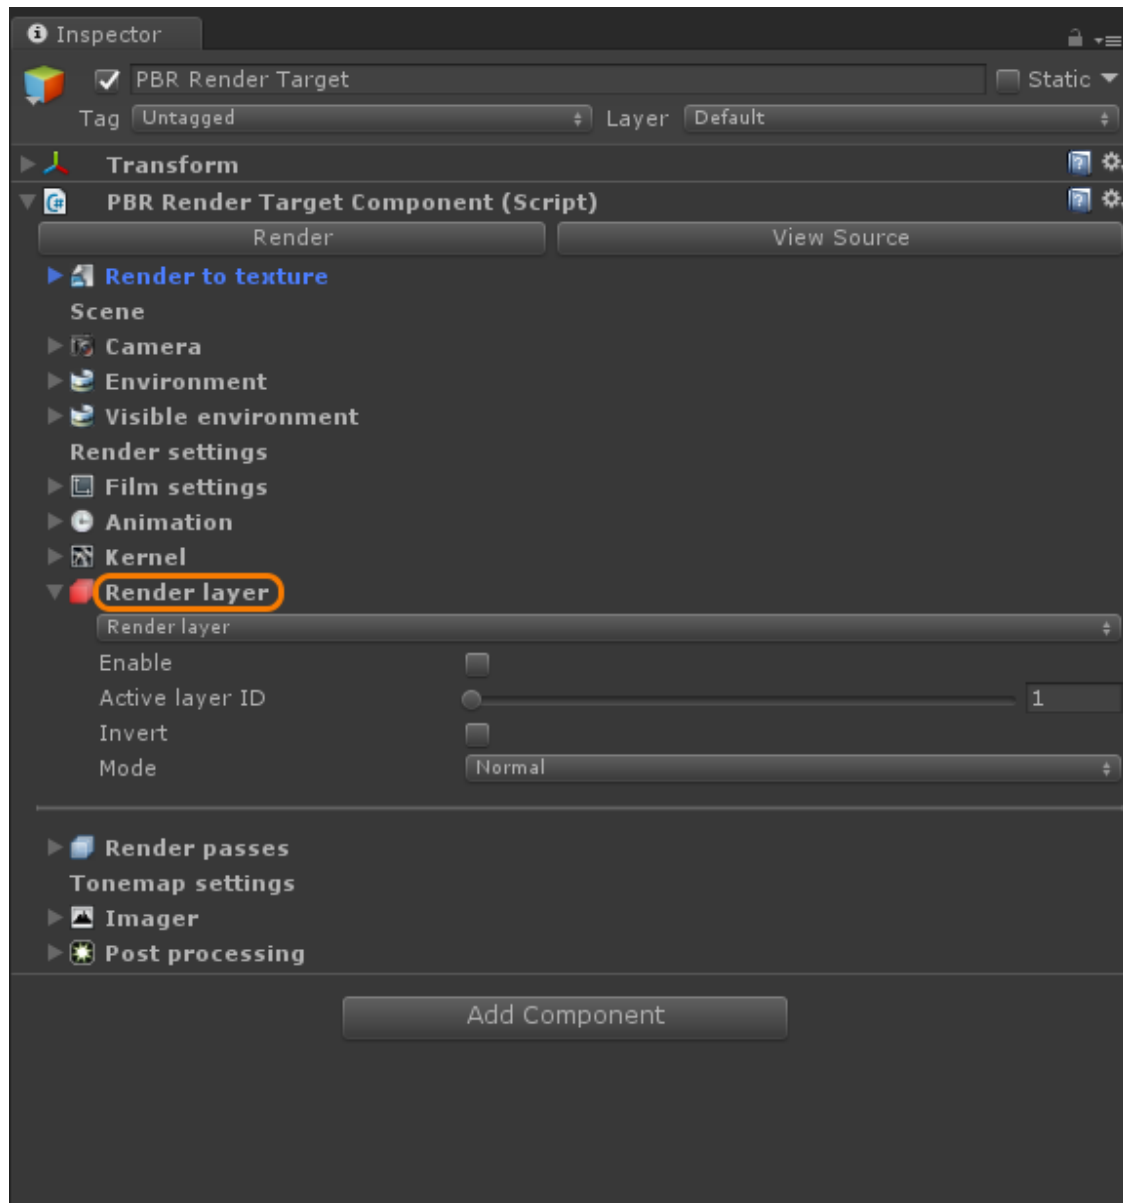 Inspector
PBR Render Target Static
Tag Untagged Layer Default
Transform
PBR Render Target Component (Script)
Render View Source
Render to texture
Scene
Camera
Environment
Visible environment
Render settings
Film settings
Animation
Kernel
Render layer
Render layer
Enable
Active layer ID 1
Invert
Mode Normal
Render passes
Tonemap settings
Imager
Post processing
Add Component